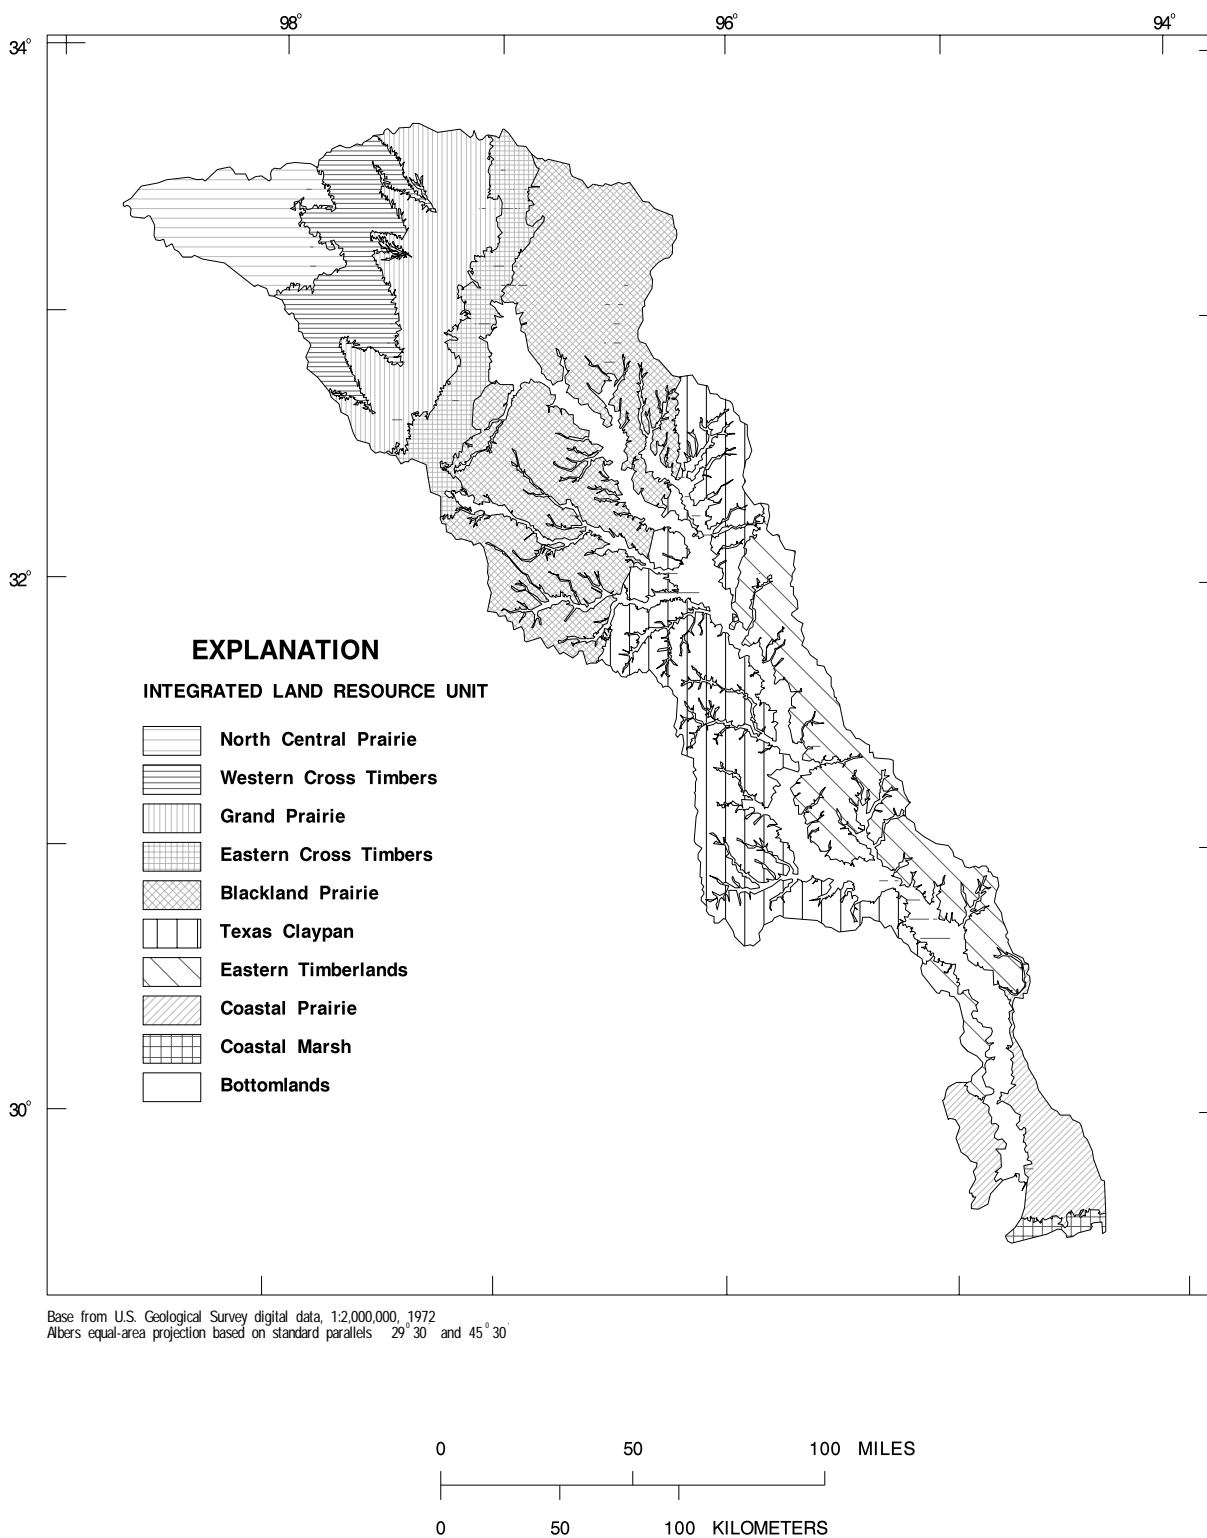 98° 96° 94°
34°
32°
EXPLANATION
INTEGRATED LAND RESOURCE UNIT
North Central Prairie
Western Cross Timbers
Grand Prairie
Eastern Cross Timbers
Blackland Prairie
Texas Claypan
Eastern Timberlands
Coastal Prairie
Coastal Marsh
Bottomlands
30°
Base from U.S. Geological Survey digital data, 1:2,000,000, 1972
Albers equal-area projection based on standard parallels 29°30' and 45°30'
0 50 100 MILES
0 50 100 KILOMETERS